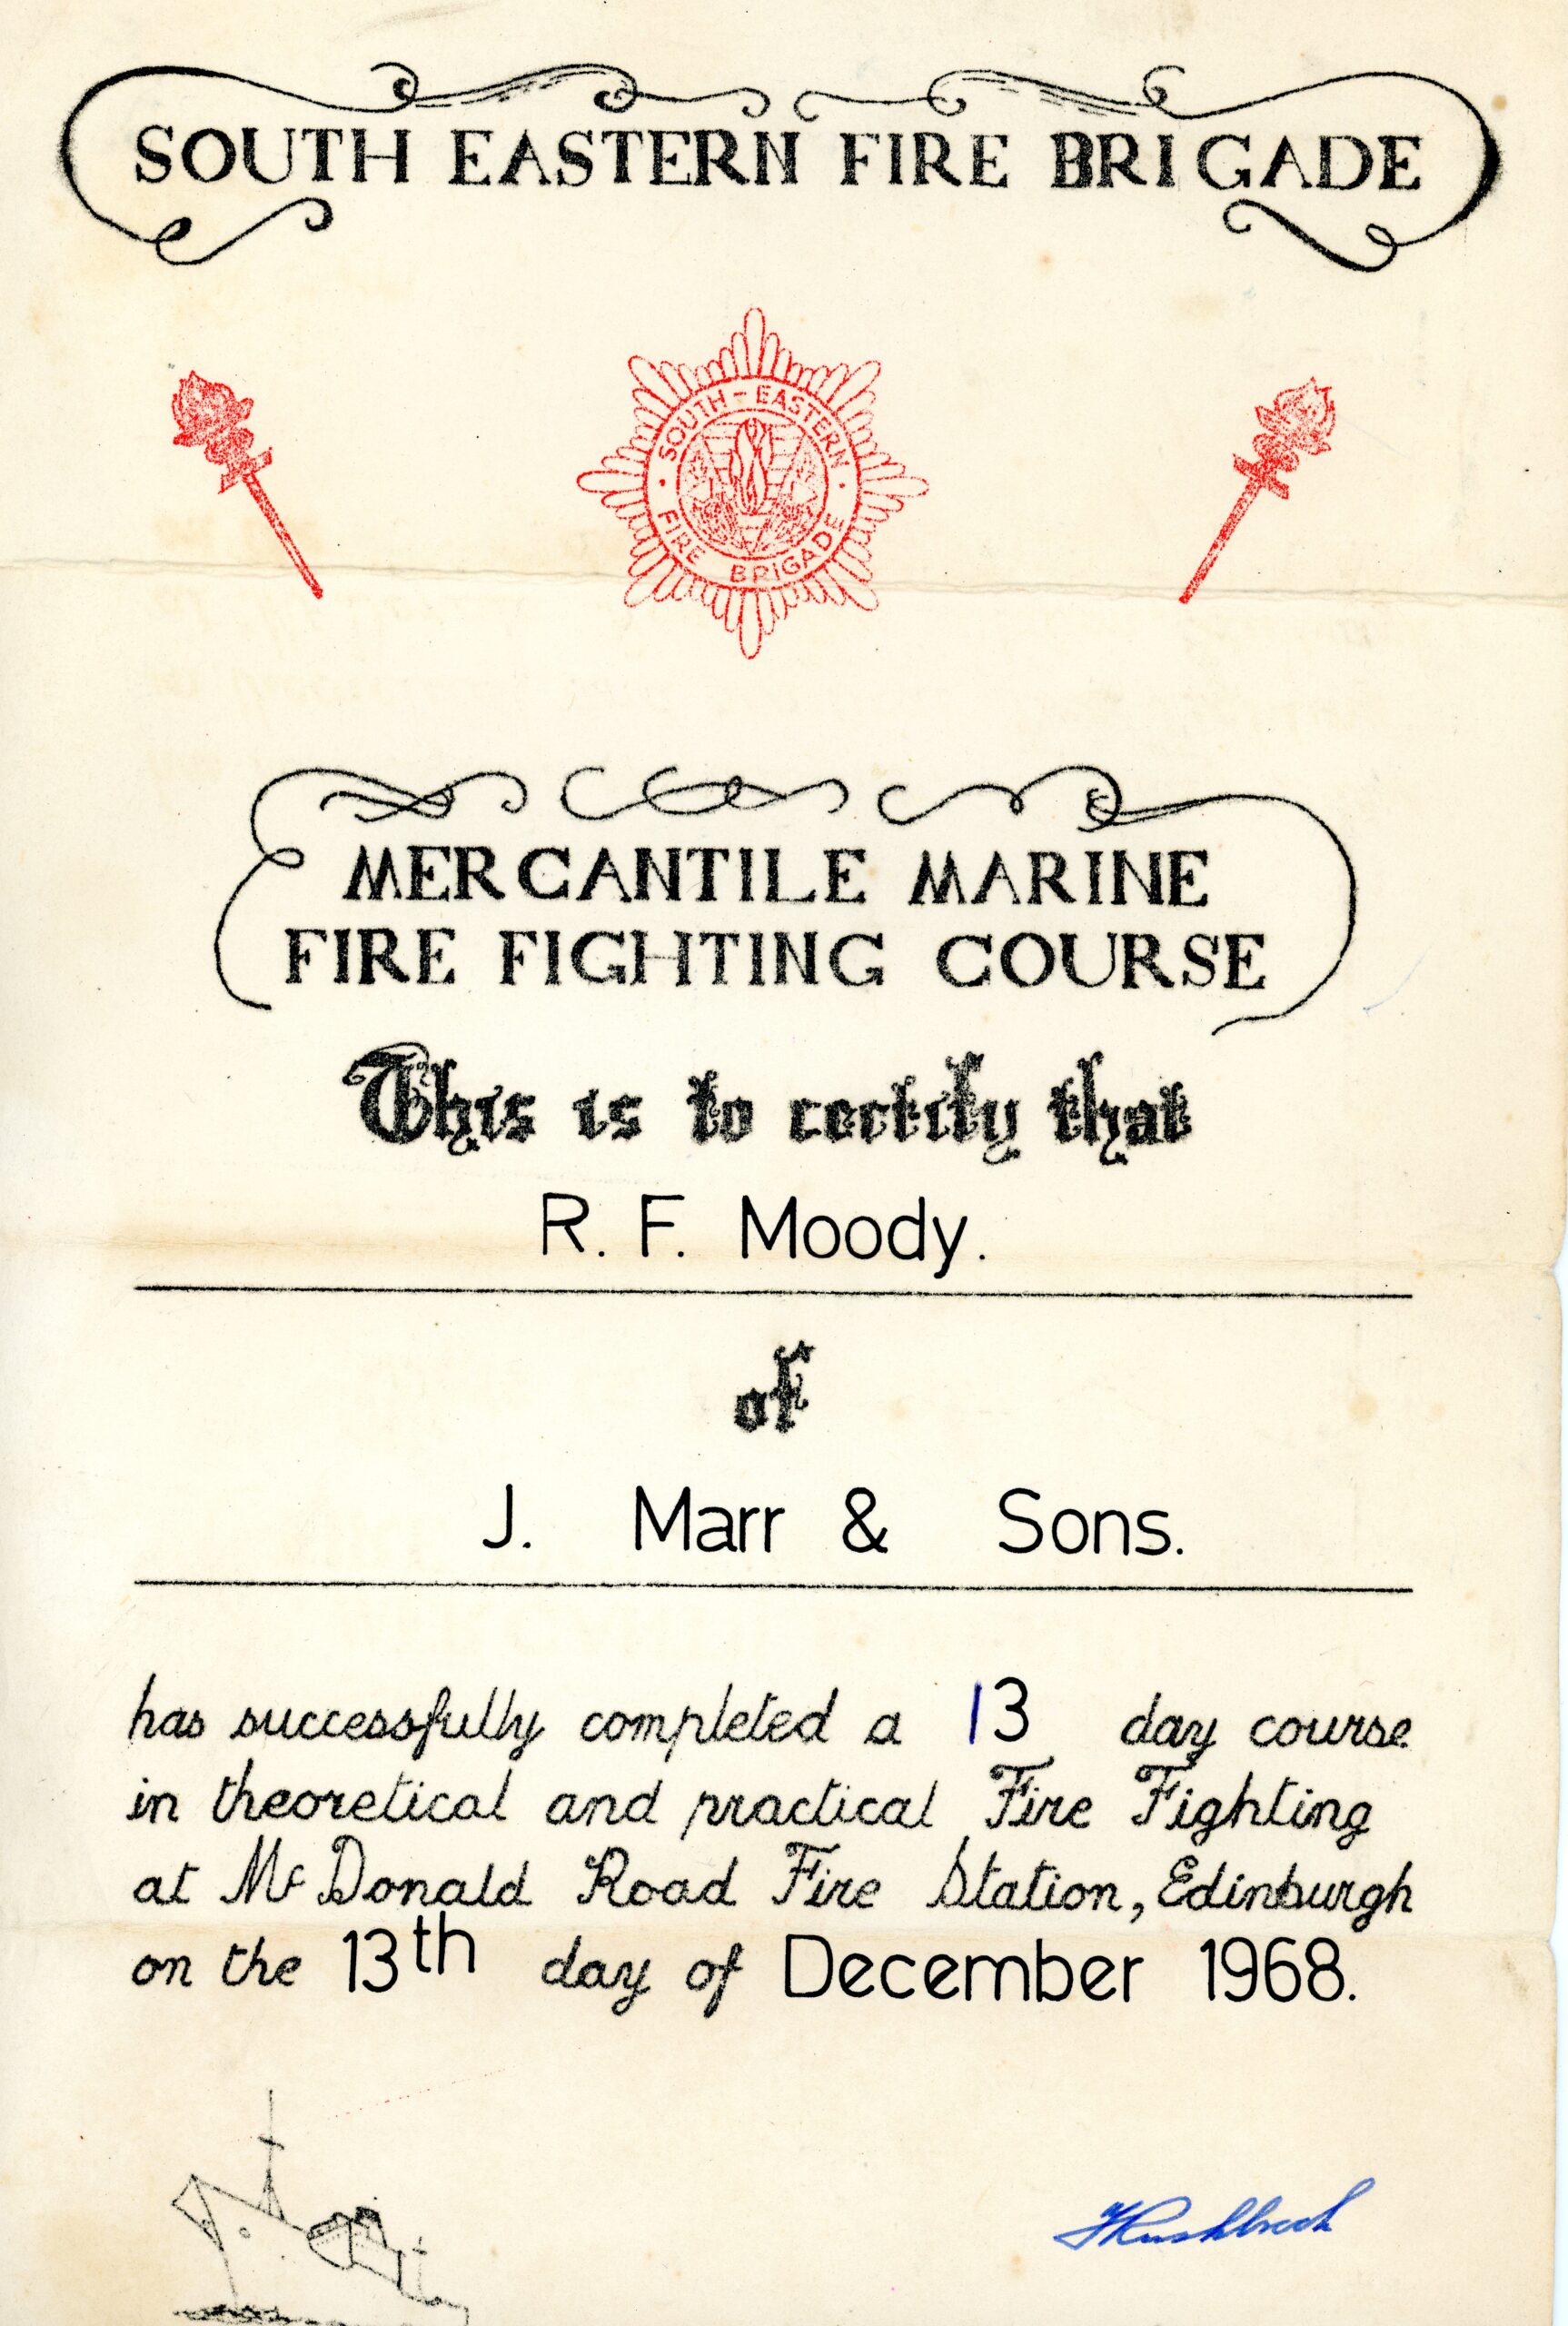 SOUTH EASTERN FIRE BRIGADE
SOUTH-EASTERN
FIRE BRIGADE
MERCANTILE MARINE
FIRE FIGHTING COURSE
This is to certify that
R. F. Moody.
of
J. Marr & Sons.
has successfully completed a 13 day course
in theoretical and practical Fire Fighting
at Mc Donald Road Fire Station, Edinburgh
on the 13th day of December 1968.